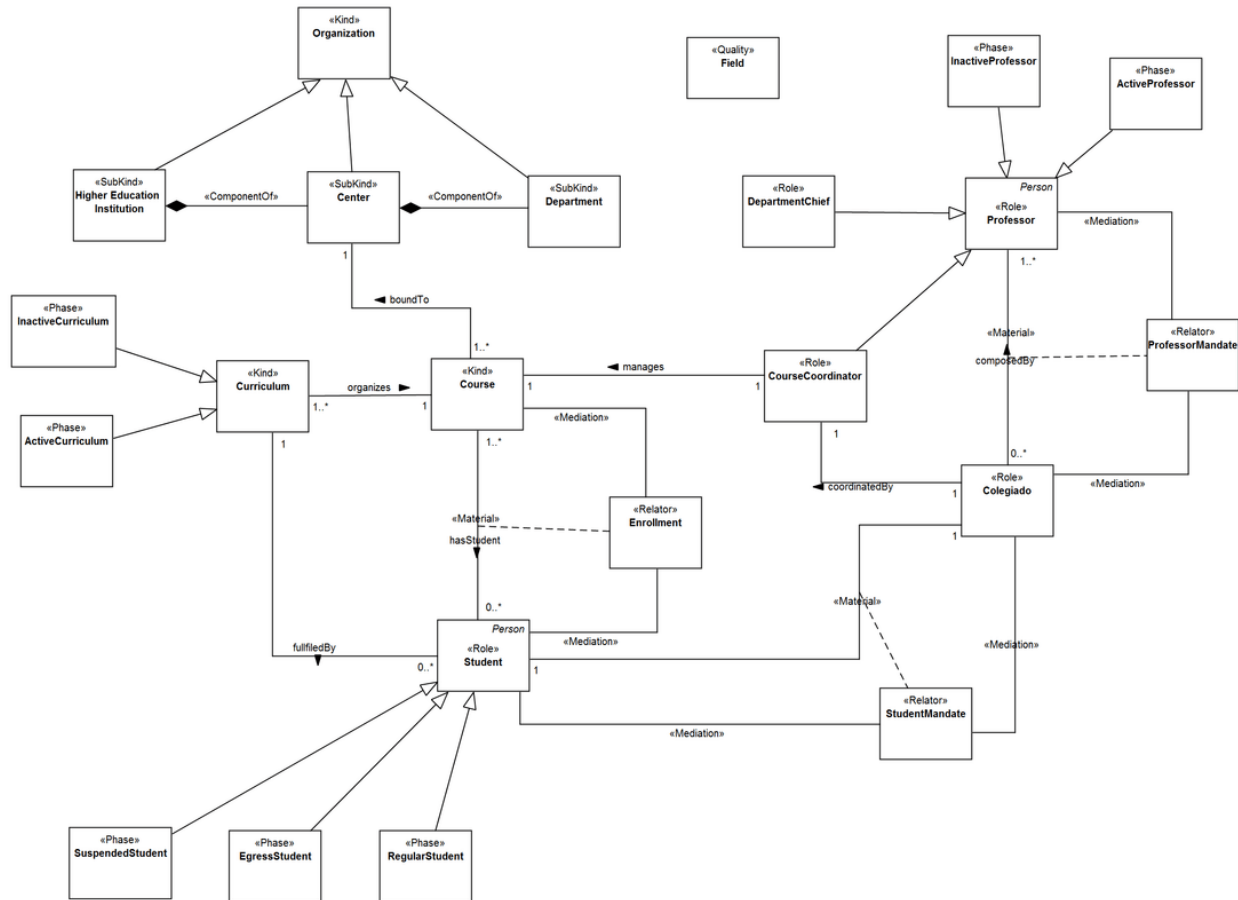 «Kind»
Organization
«Quality»
Field
«Phase»
InactiveProfessor
«Phase»
ActiveProfessor
«SubKind»
Higher Education
Institution
«ComponentOf»
«SubKind»
Center
«ComponentOf»
«SubKind»
Department
«Role»
DepartmentChief
Person
«Role»
Professor
«Mediation»
1
1..*
boundTo
«Phase»
InactiveCurriculum
«Material»
composedBy
«Relator»
ProfessorMandate
1..*
«Kind»
Curriculum
organizes
1..*
1
«Kind»
Course
manages
1
1
«Role»
CourseCoordinator
«Phase»
ActiveCurriculum
«Mediation»
1
1..*
1
0..*
«Role»
Colegiado
«Mediation»
coordinatedBy
1
1
«Material»
hasStudent
«Relator»
Enrollment
«Material»
0..*
Person
«Role»
Student
«Mediation»
fullfiledBy
0..*
1
«Mediation»
«Relator»
StudentMandate
«Mediation»
«Phase»
SuspendedStudent
«Phase»
EgressStudent
«Phase»
RegularStudent